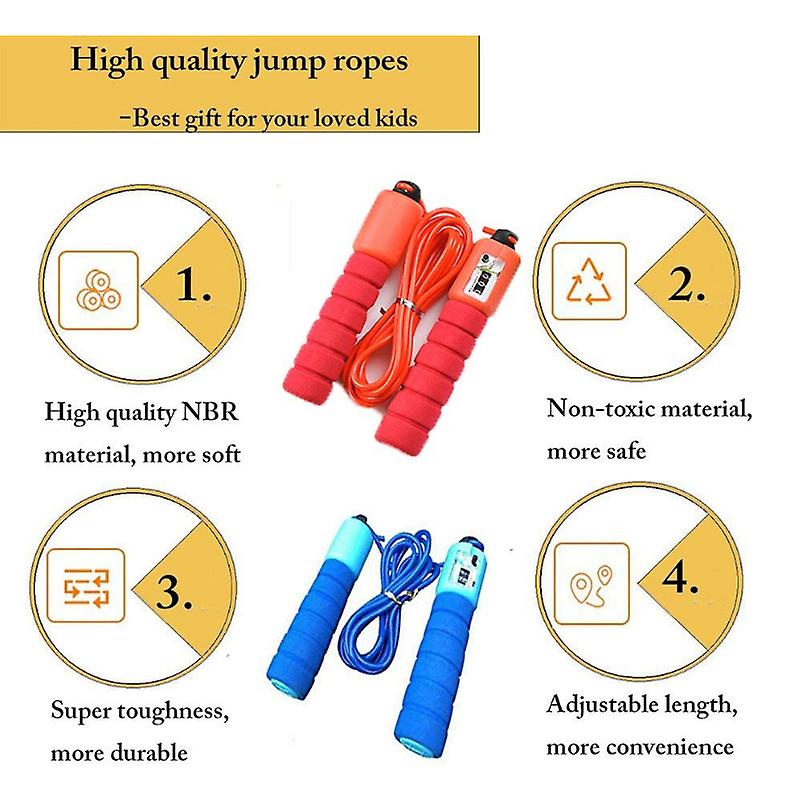 High quality jump ropes
-Best gift for your loved kids
1.
High quality NBR
material, more soft
2.
Non-toxic material,
more safe
3.
Super toughness,
more durable
4.
Adjustable length,
more convenience